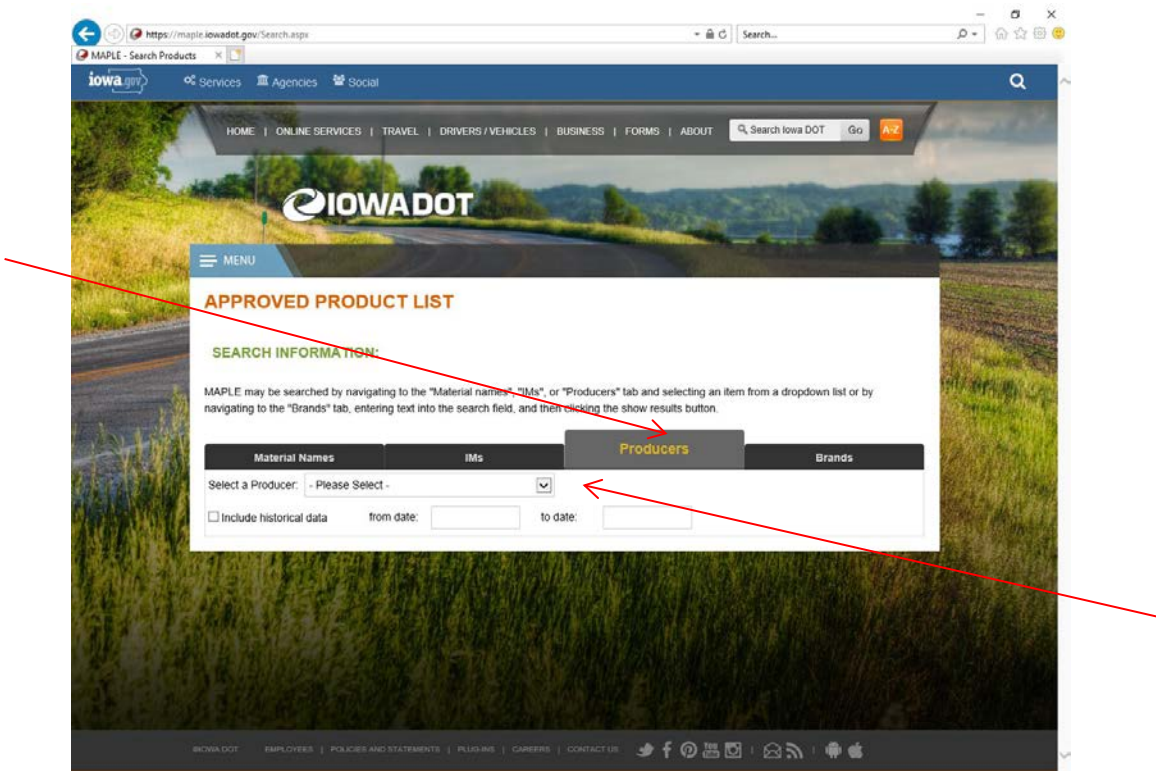 https://maple.iowadot.gov/Search.aspx
Search...
MAPLE - Search Products
iowa.gov Services Agencies Social
HOME | ONLINE SERVICES | TRAVEL | DRIVERS / VEHICLES | BUSINESS | FORMS | ABOUT Search Iowa DOT Go A-Z
IOWADOT
MENU
APPROVED PRODUCT LIST
SEARCH INFORMATION:
MAPLE may be searched by navigating to the "Material names", "IMs", or "Producers" tab and selecting an item from a dropdown list or by
navigating to the "Brands" tab, entering text into the search field, and then clicking the show results button.
Material Names IMs Producers Brands
Select a Producer: - Please Select -
Include historical data from date: to date:
©IOWA DOT EMPLOYEES | POLICIES AND STATEMENTS | PLUG-INS | CAREERS | CONTACT US You Tube